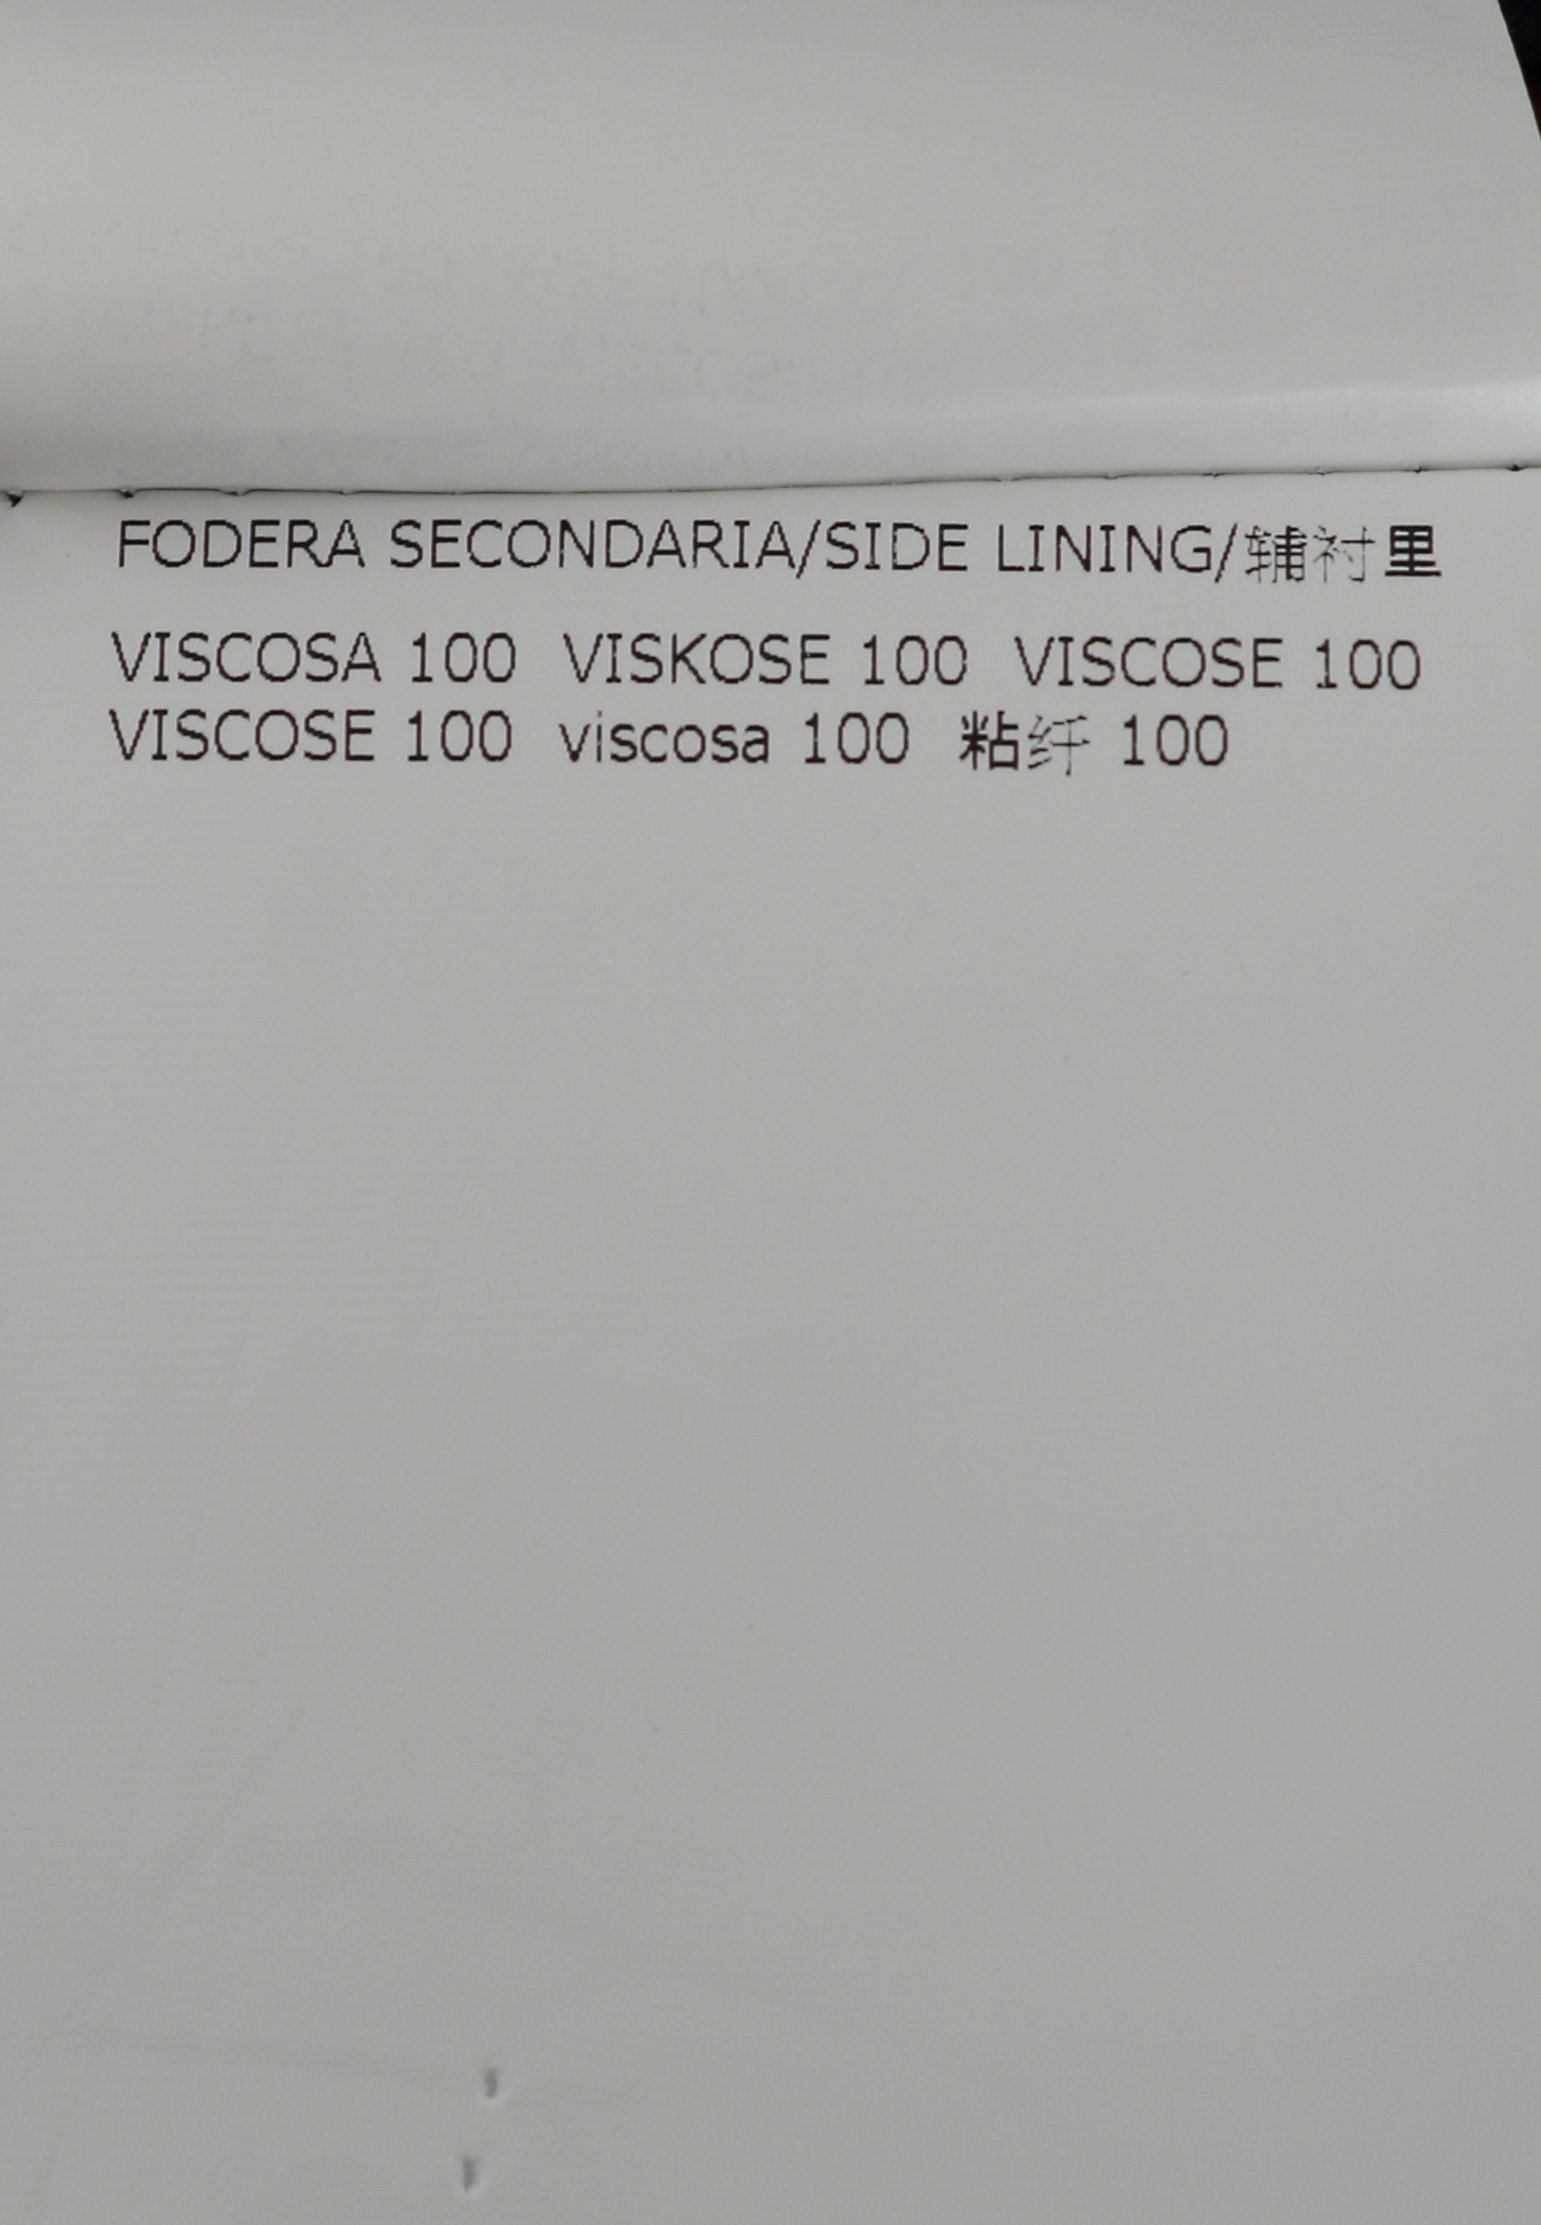 FODERA SECONDARIA/SIDE LINING/辅衬里
VISCOSA 100 VISKOSE 100 VISCOSE 100
VISCOSE 100 viscosa 100 粘纤 100